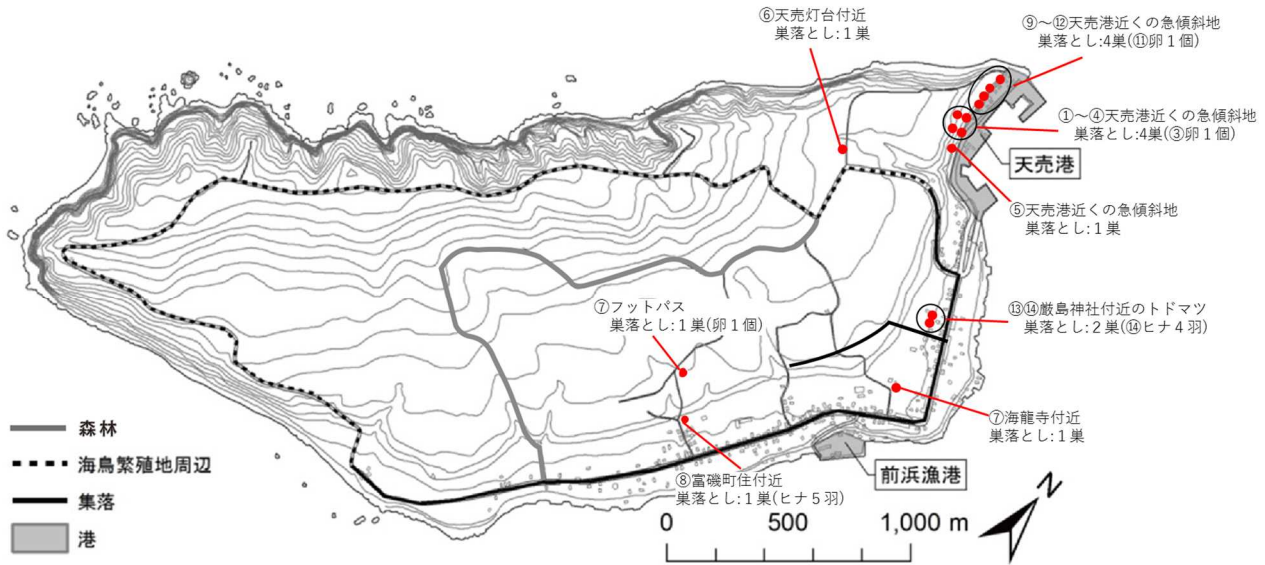 ⑥天売灯台付近
巣落とし:１巣
⑨～⑫天売港近くの急傾斜地
巣落とし:4巣(⑪卵１個)
①～④天売港近くの急傾斜地
巣落とし:4巣(③卵１個)
天売港
⑤天売港近くの急傾斜地
巣落とし:１巣
⑦フットパス
巣落とし:１巣(卵１個)
⑬⑭厳島神社付近のトドマツ
巣落とし:２巣(⑭ヒナ４羽)
⑦海龍寺付近
巣落とし:１巣
⑧富磯町住付近
巣落とし:１巣(ヒナ５羽)
前浜漁港
森林
海鳥繁殖地周辺
集落
港
0 500 1,000 m
N